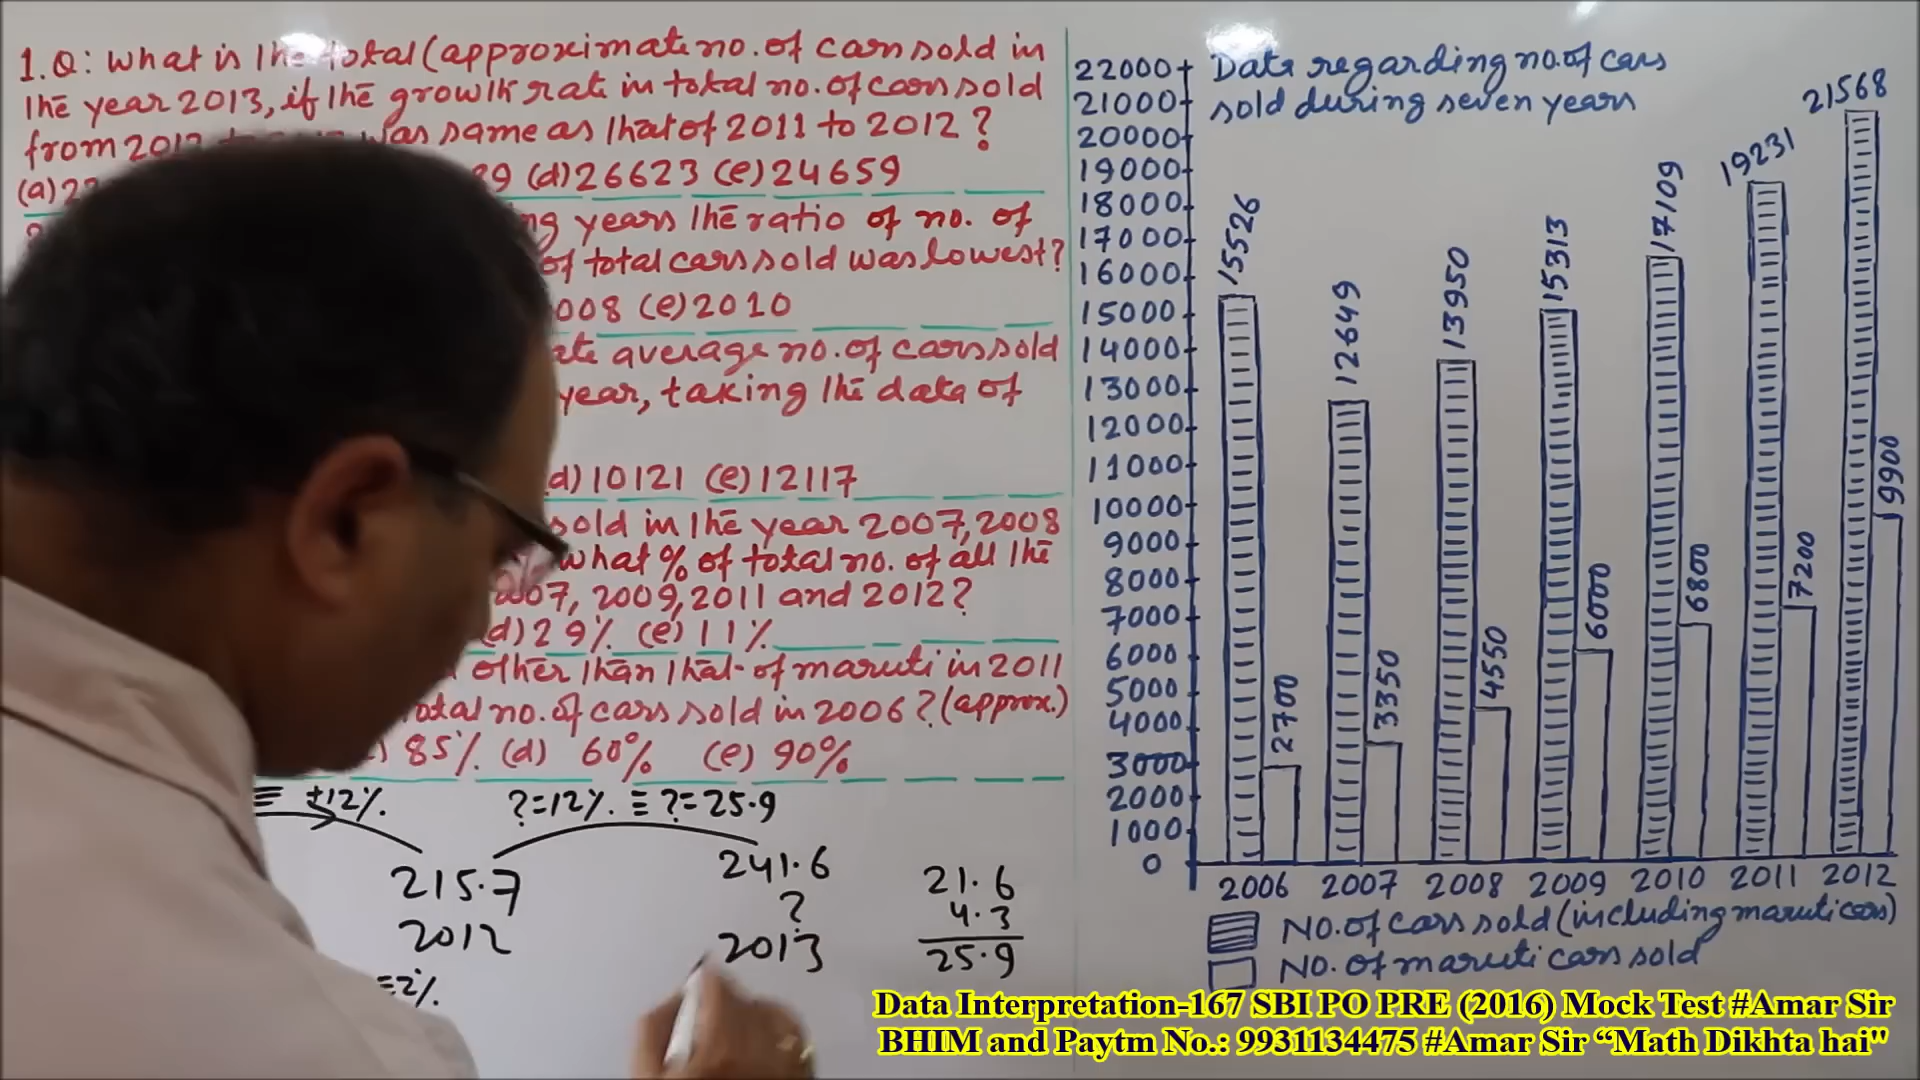 1.Q: what is the total (approximate no. of cars sold in
the year 2013, if the growth rate in total no. of cars sold
from 2012 was same as that of 2011 to 2012 ?
(a) 39 (d) 26623 (e) 24659
years the ratio of no. of
of total cars sold was lowest?
008 (e) 2010
average no. of cars sold
year, taking the data of
d) 10121 (e) 12117
sold in the year 2007, 2008
what % of total no. of all the
2007, 2009, 2011 and 2012 ?
(d) 29% (e) 11%
other than that of maruti in 2011
total no. of cars sold in 2006 ? (approx.)
85% (d) 60% (e) 90%
≡ +12%. ?=12%. ≡ ?=25.9
215.7
2012
≡2%.
241.6
?
2013
21.6
4.3
25.9
Data regarding no. of cars
sold during seven years
22000
21000
20000
19000
18000
17000
16000
15000
14000
13000
12000
11000
10000
9000
8000
7000
6000
5000
4000
3000
2000
1000
0
15526
2700
12649
3350
13950
4550
15313
6000
17109
6800
19231
7200
21568
9900
2006 2007 2008 2009 2010 2011 2012
NO. of cars sold (including maruti cars)
NO. of maruti cars sold
Data Interpretation-167 SBI PO PRE (2016) Mock Test #Amar Sir
BHIM and Paytm No.: 9931134475 #Amar Sir “Math Dikhta hai"